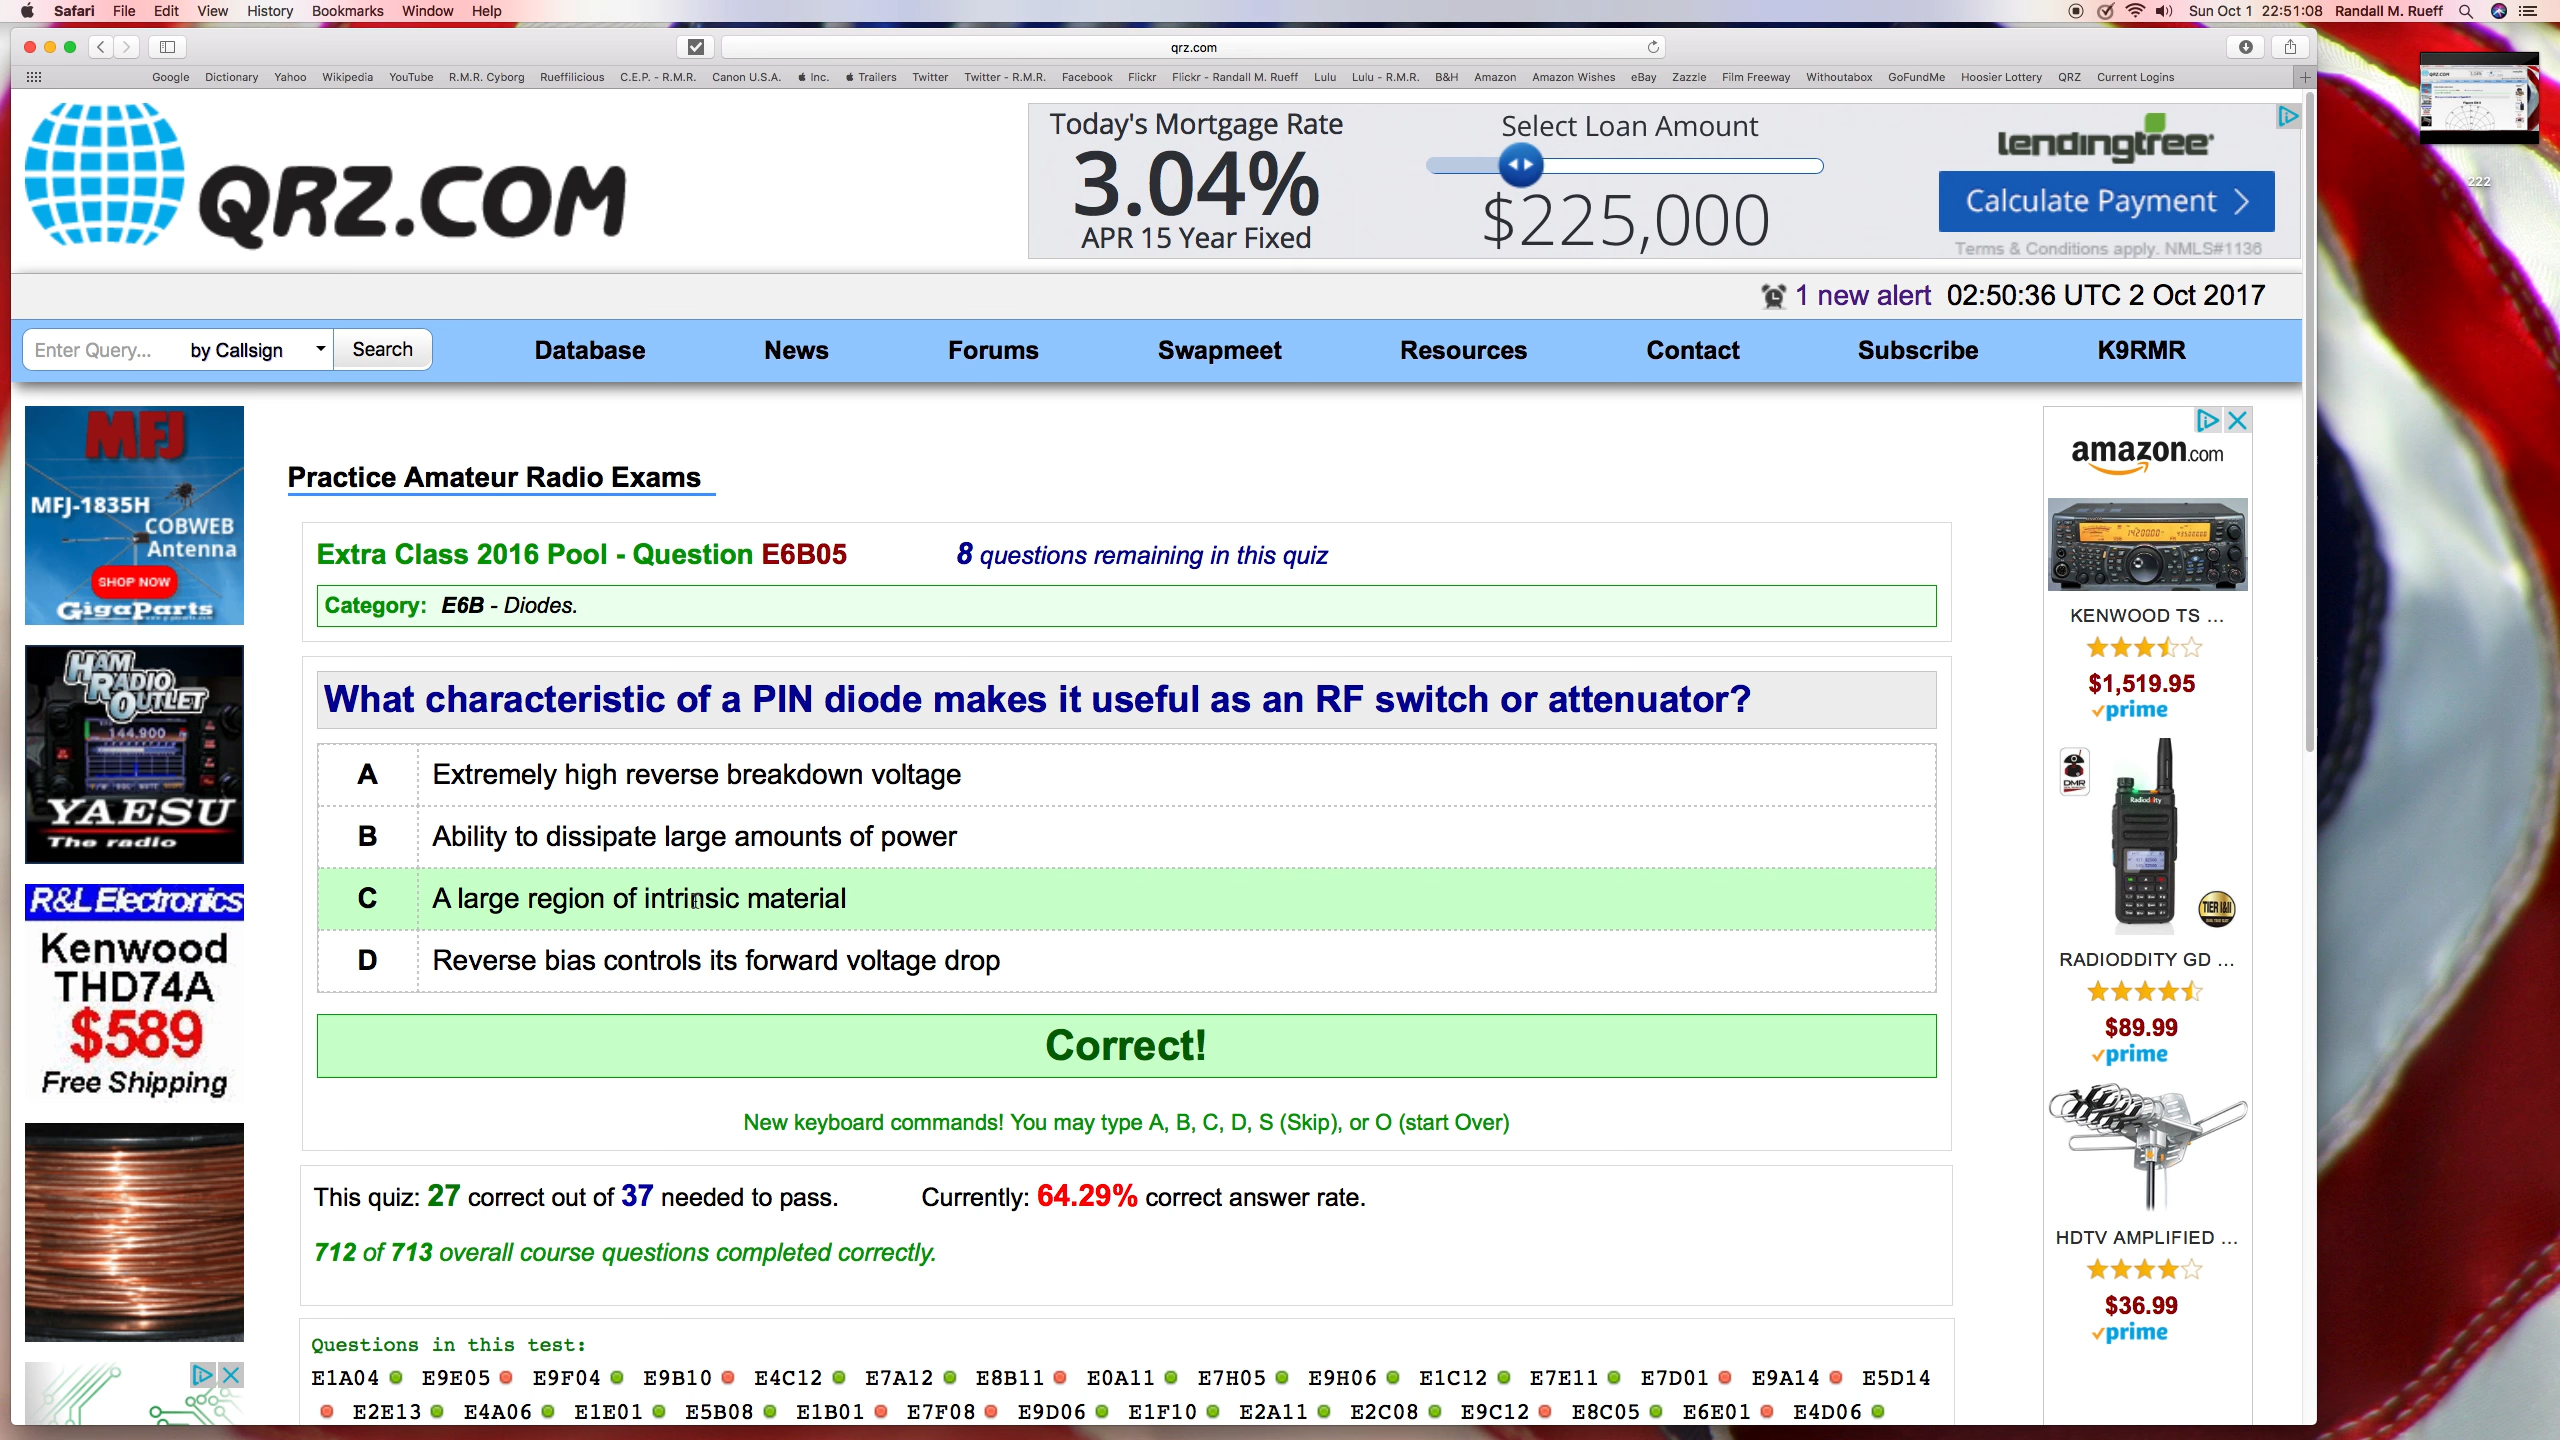 Safari File Edit View History Bookmarks Window Help
Sun Oct 1 22:51:08 Randall M. Rueff
qrz.com
Google Dictionary Yahoo Wikipedia YouTube R.M.R. Cyborg Rueffilicious C.E.P. - R.M.R. Canon U.S.A. Inc. Trailers Twitter Twitter - R.M.R. Facebook Flickr Flickr - Randall M. Rueff Lulu Lulu - R.M.R. B&H Amazon Amazon Wishes eBay Zazzle Film Freeway Withoutabox GoFundMe Hoosier Lottery QRZ Current Logins
222
QRZ.COM
Today's Mortgage Rate
3.04%
APR 15 Year Fixed
Select Loan Amount
$225,000
lendingtree
Calculate Payment
Terms & Conditions apply. NMLS#1136
1 new alert 02:50:36 UTC 2 Oct 2017
Enter Query... by Callsign Search Database News Forums Swapmeet Resources Contact Subscribe K9RMR
MFJ
MFJ-1835H
COBWEB
Antenna
SHOP NOW
GigaParts
HAM
RADIO
OUTLET
144.900
YAESU
The radio
R&L Electronics
Kenwood
THD74A
$589
Free Shipping
Practice Amateur Radio Exams
Extra Class 2016 Pool - Question E6B05 8 questions remaining in this quiz
Category: E6B - Diodes.
What characteristic of a PIN diode makes it useful as an RF switch or attenuator?
A Extremely high reverse breakdown voltage
B Ability to dissipate large amounts of power
C A large region of intrinsic material
D Reverse bias controls its forward voltage drop
Correct!
New keyboard commands! You may type A, B, C, D, S (Skip), or O (start Over)
This quiz: 27 correct out of 37 needed to pass. Currently: 64.29% correct answer rate.
712 of 713 overall course questions completed correctly.
Questions in this test:
E1A04 E9E05 E9F04 E9B10 E4C12 E7A12 E8B11 E0A11 E7H05 E9H06 E1C12 E7E11 E7D01 E9A14 E5D14
E2E13 E4A06 E1E01 E5B08 E1B01 E7F08 E9D06 E1F10 E2A11 E2C08 E9C12 E8C05 E6E01 E4D06
amazon.com
KENWOOD TS ...
$1,519.95
prime
DMR
Radioddity
TIER I&II
RADIODDITY GD ...
$89.99
prime
HDTV AMPLIFIED ...
$36.99
prime